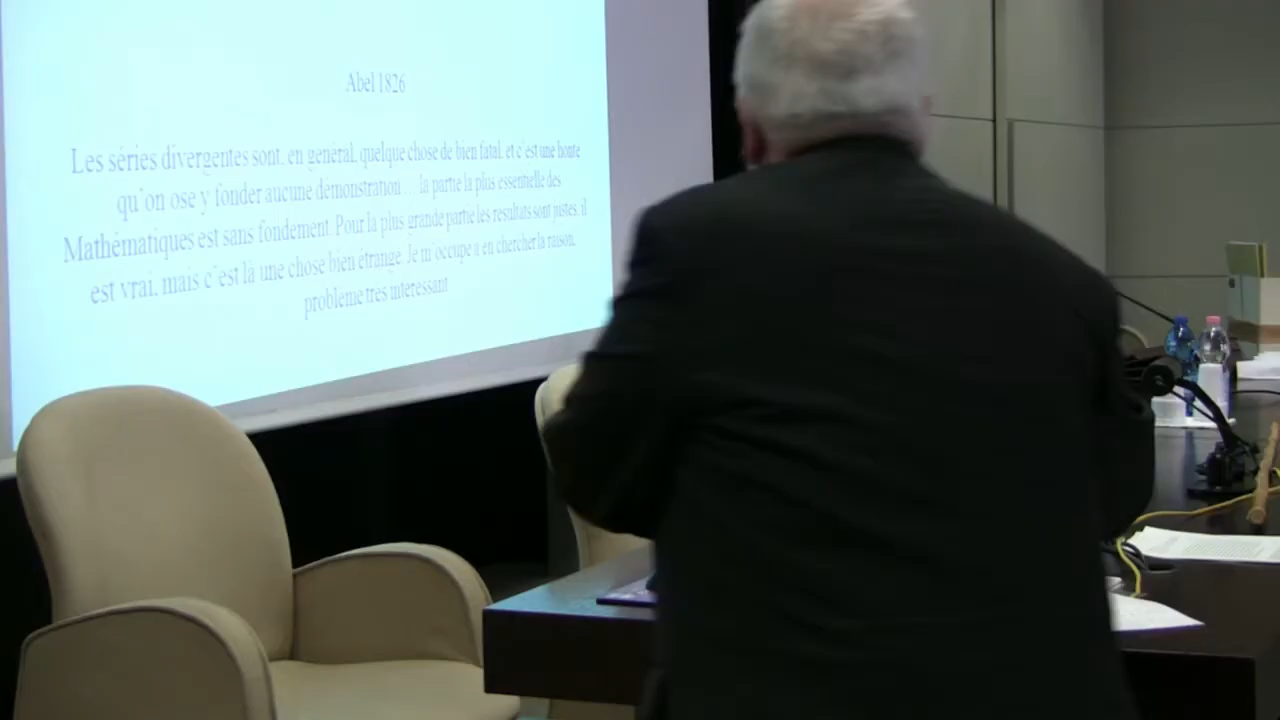 Abel 1826
Les séries divergentes sont, en général, quelque chose de bien fatal, et c'est une honte
qu'on ose y fonder aucune démonstration ... la partie la plus essentielle des
Mathématiques est sans fondement. Pour la plus grande partie les resultats sont justes, il
est vrai, mais c'est là une chose bien étrange. Je m'occupe a en chercher la raison,
probleme tres interessant